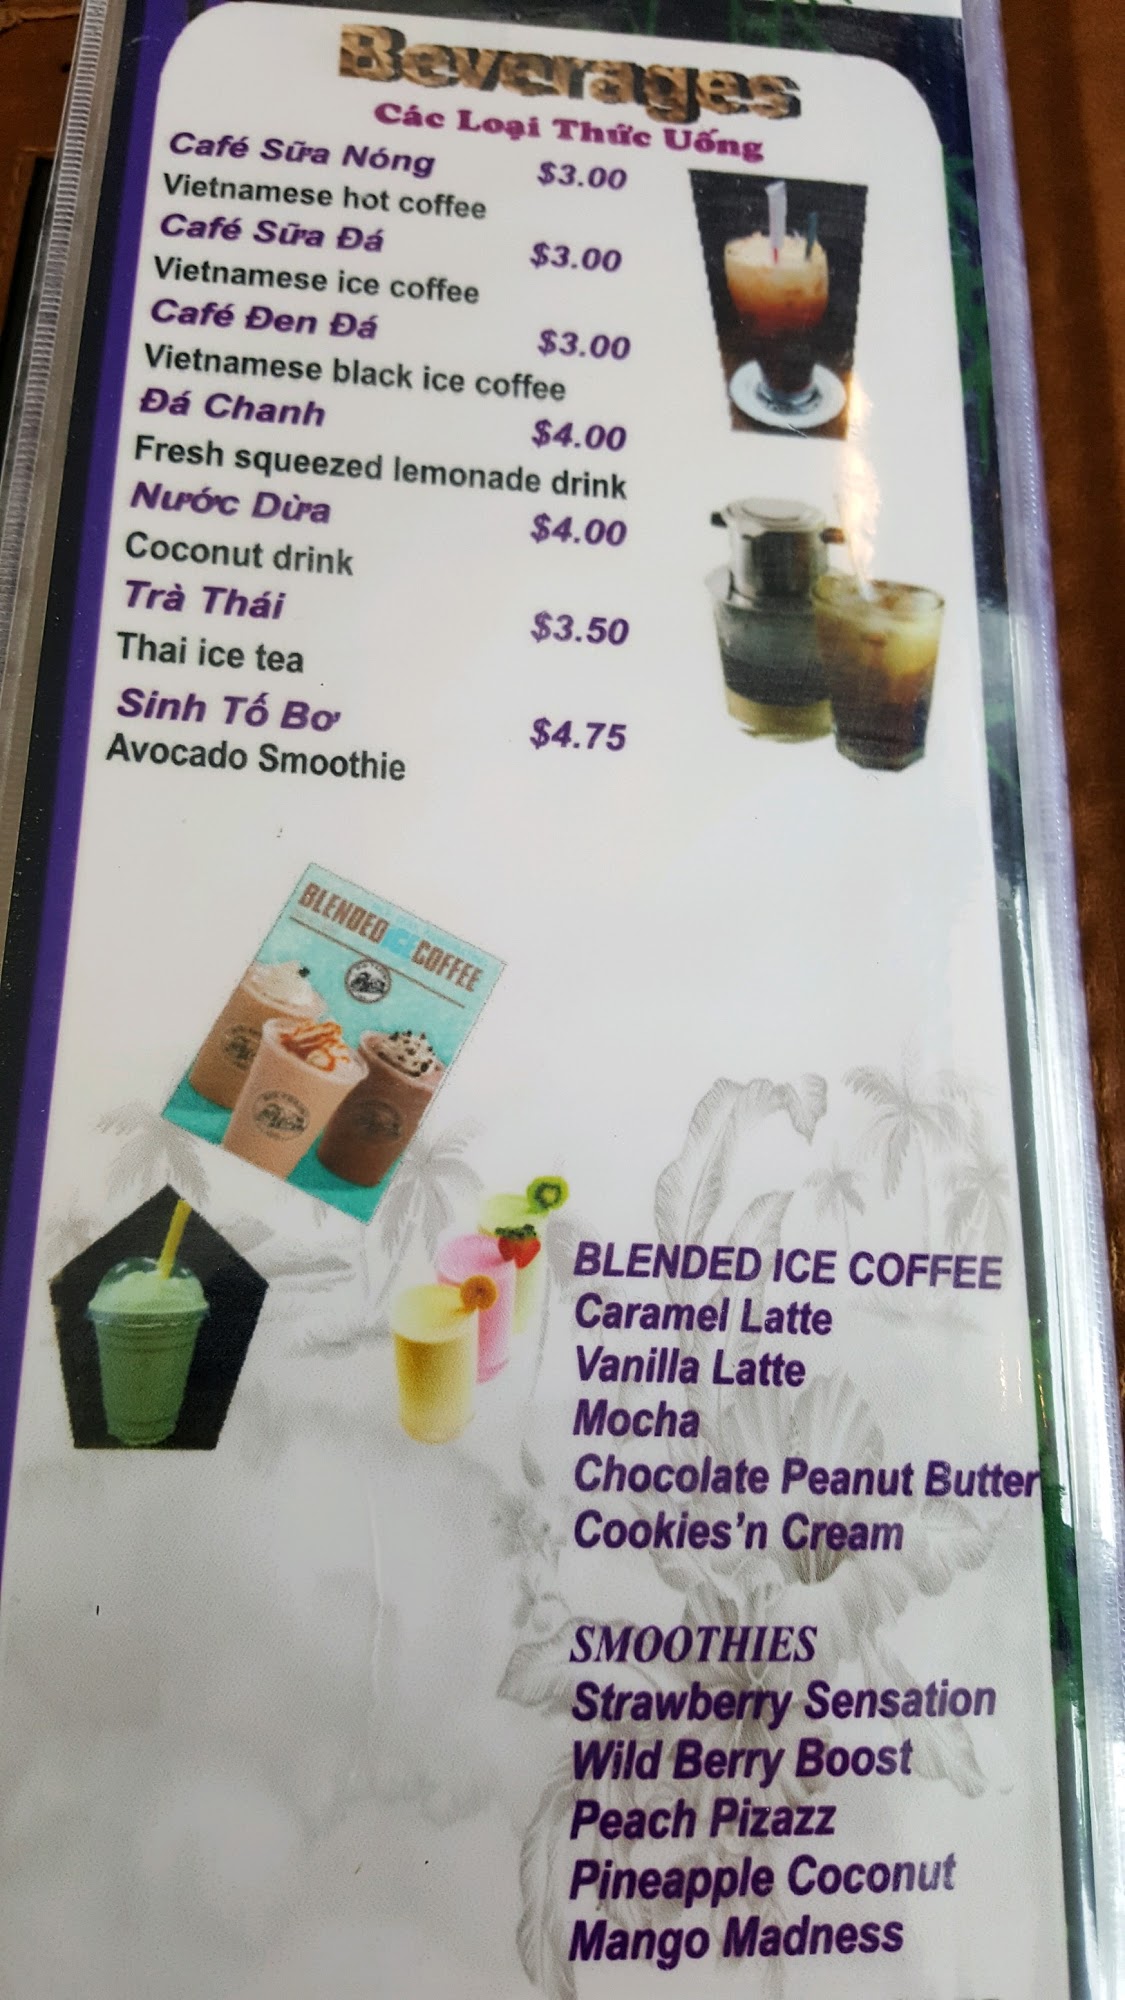 Beverages
Các Loại Thức Uống
Café Sữa Nóng $3.00
Vietnamese hot coffee
Café Sữa Đá $3.00
Vietnamese ice coffee
Café Đen Đá $3.00
Vietnamese black ice coffee
Đá Chanh $4.00
Fresh squeezed lemonade drink
Nước Dừa $4.00
Coconut drink
Trà Thái $3.50
Thai ice tea
Sinh Tố Bơ $4.75
Avocado Smoothie
BLENDED ICE COFFEE
BLENDED ICE COFFEE
Caramel Latte
Vanilla Latte
Mocha
Chocolate Peanut Butter
Cookies'n Cream
SMOOTHIES
Strawberry Sensation
Wild Berry Boost
Peach Pizazz
Pineapple Coconut
Mango Madness